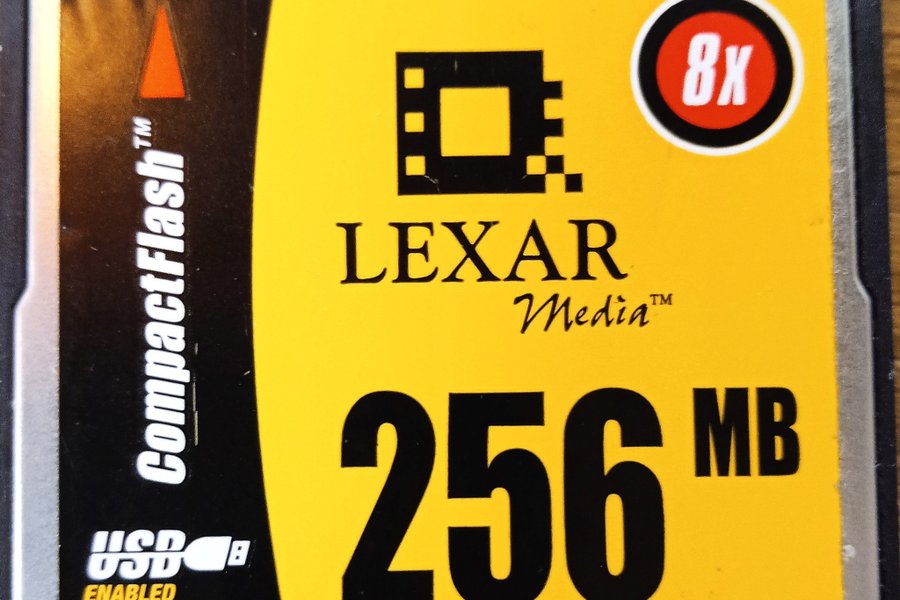 CompactFlash™
USB
ENABLED
8x
LEXAR
Media™
256 MB